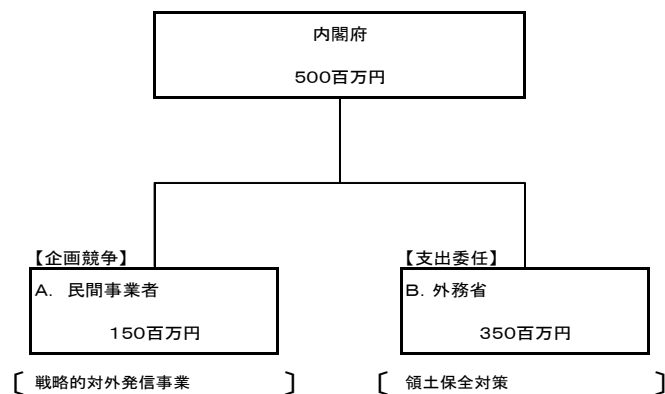 内閣府
500百万円
【企画競争】
A. 民間事業者
150百万円
〔 戦略的対外発信事業 〕
【支出委任】
B. 外務省
350百万円
〔 領土保全対策 〕